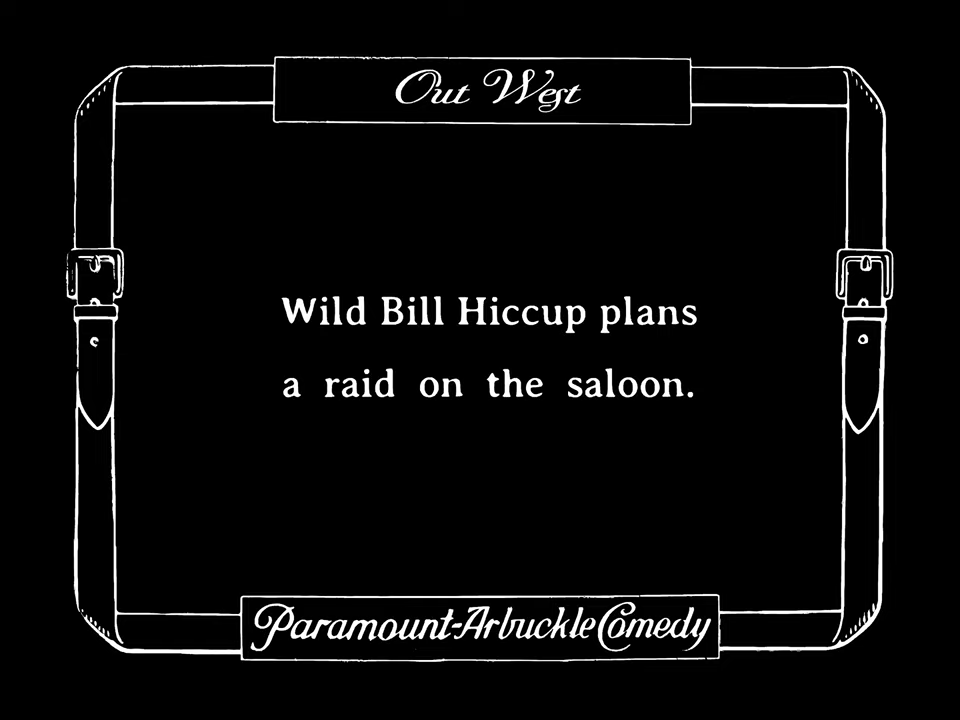 Out West
Wild Bill Hiccup plans
a raid on the saloon.
Paramount-Arbuckle Comedy